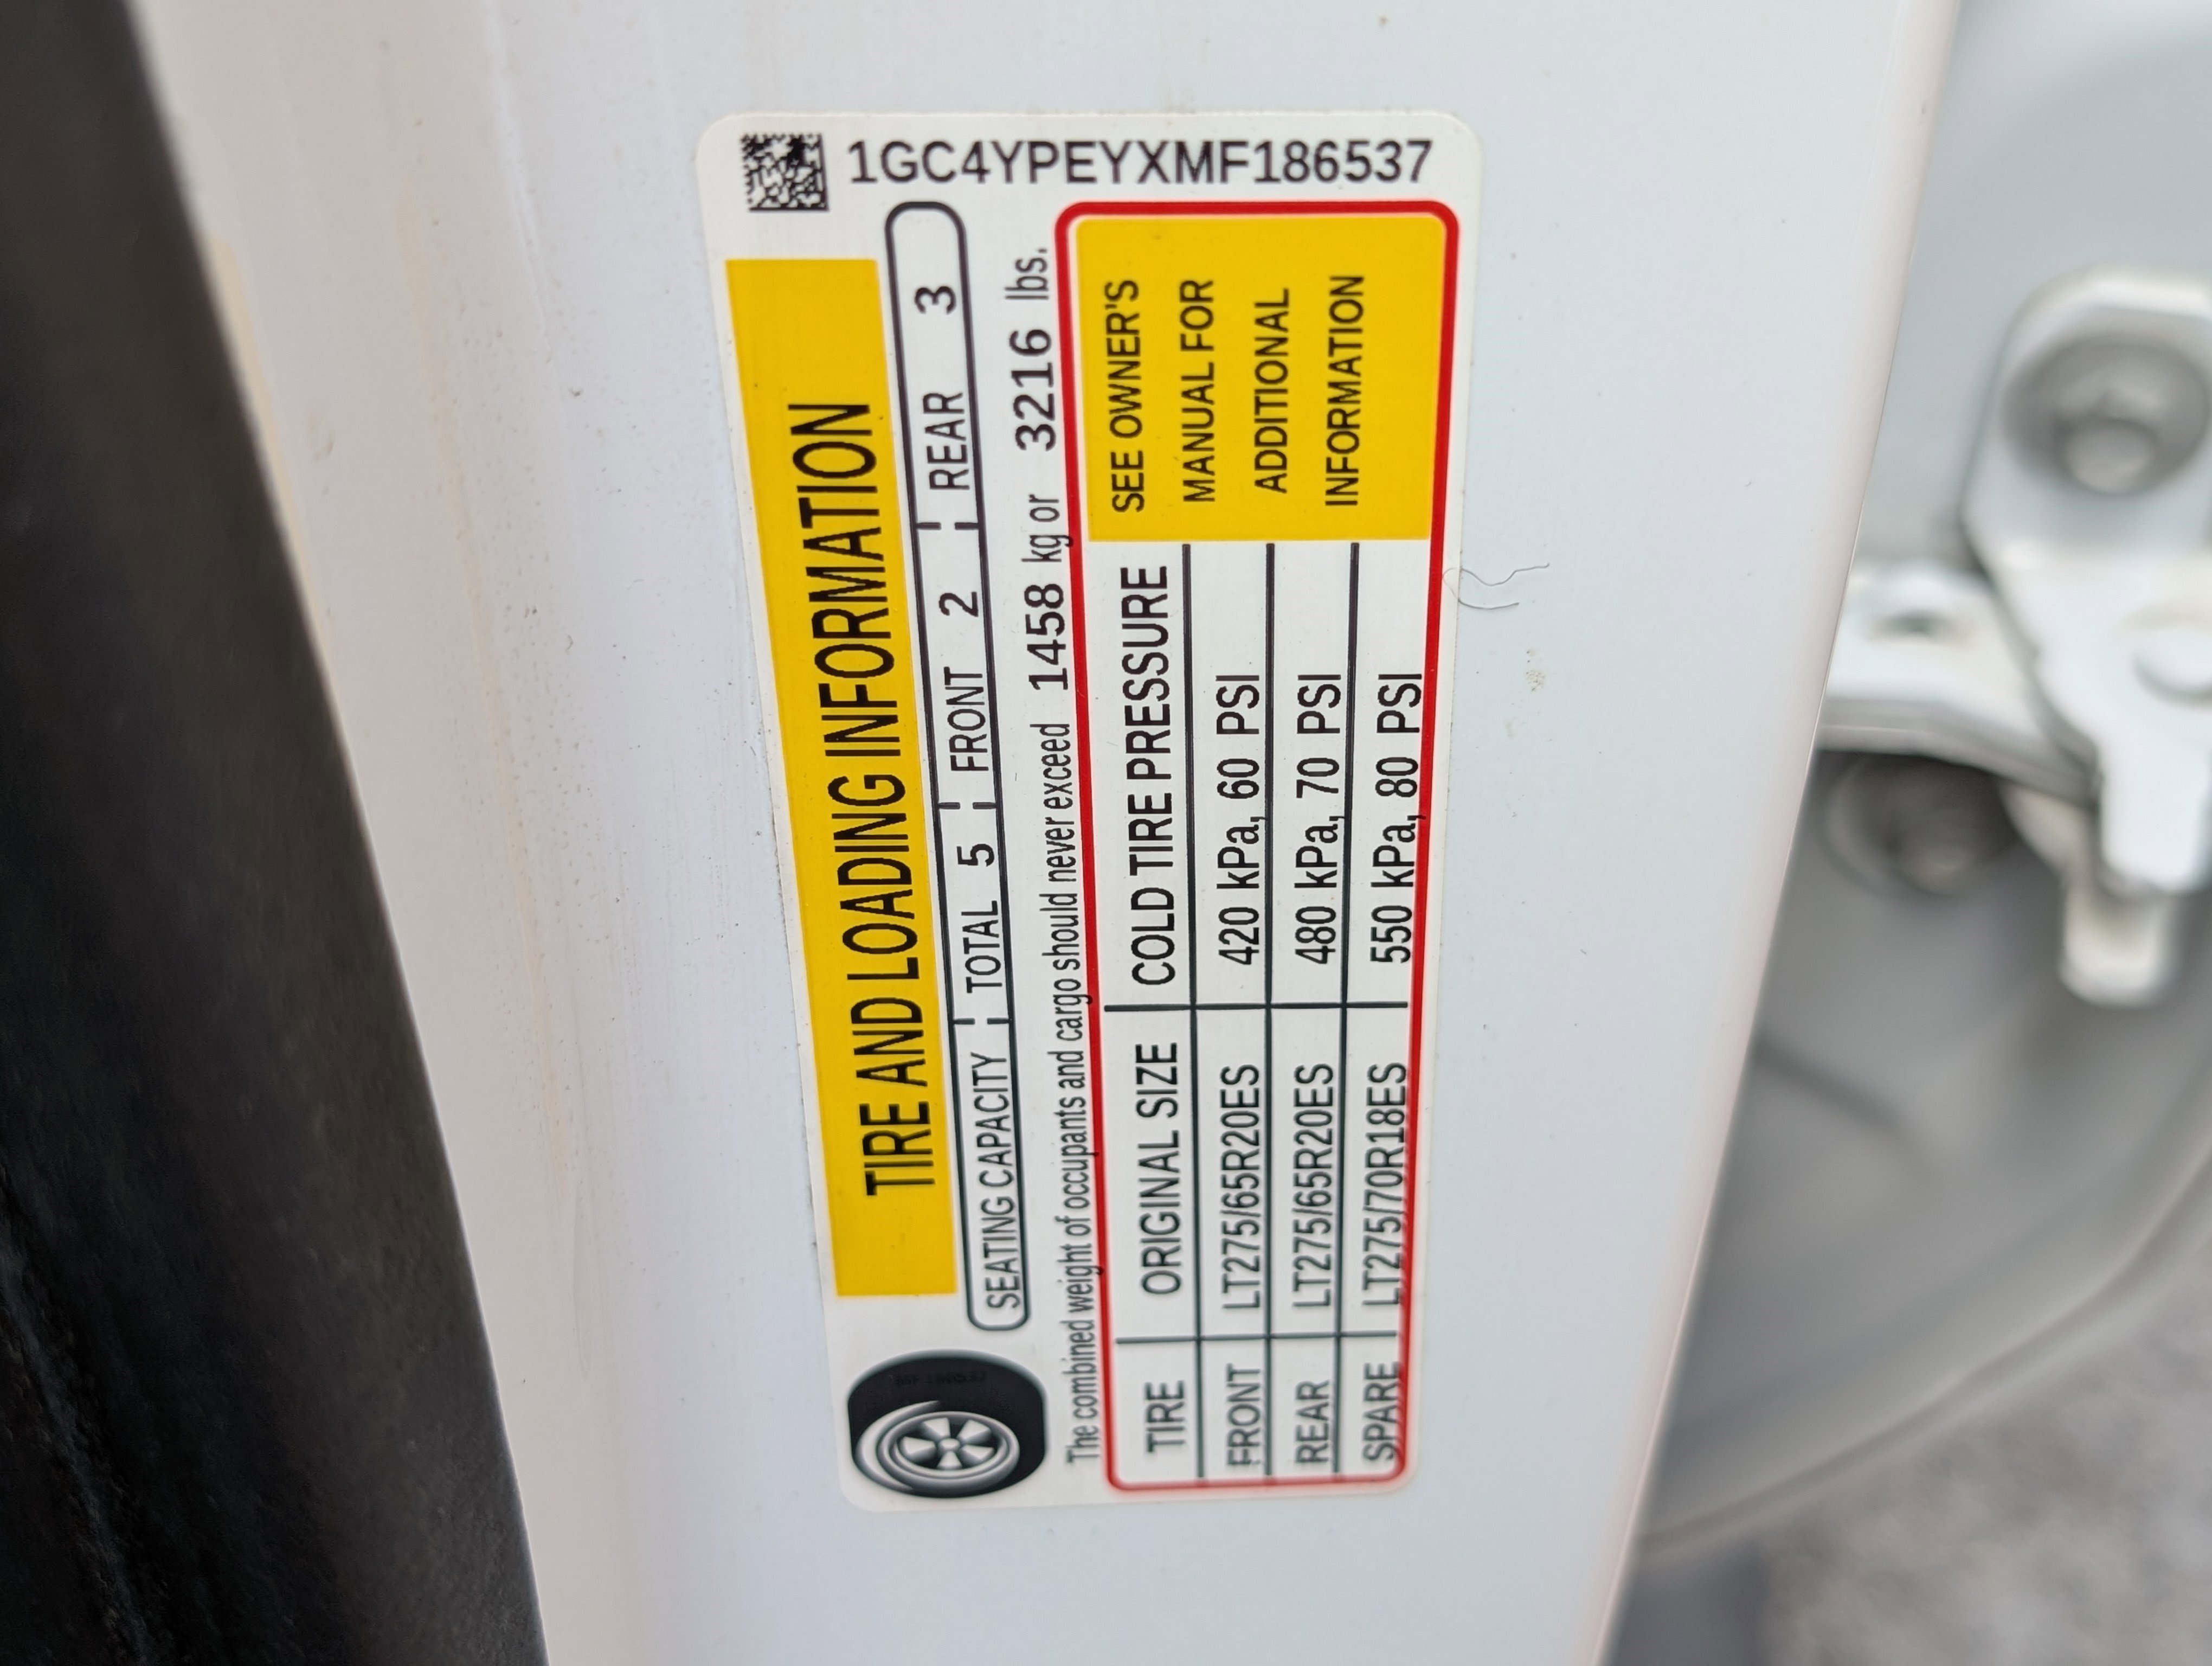 1GC4YPEYXMF186537
TIRE AND LOADING INFORMATION
SEATING CAPACITY TOTAL 5 FRONT 2 REAR 3
The combined weight of occupants and cargo should never exceed 1458 kg or 3216 lbs.
TIRE ORIGINAL SIZE COLD TIRE PRESSURE
FRONT LT275/65R20ES 420 kPa, 60 PSI
REAR LT275/65R20ES 480 kPa, 70 PSI
SPARE LT275/70R18ES 550 kPa, 80 PSI
SEE OWNER'S
MANUAL FOR
ADDITIONAL
INFORMATION